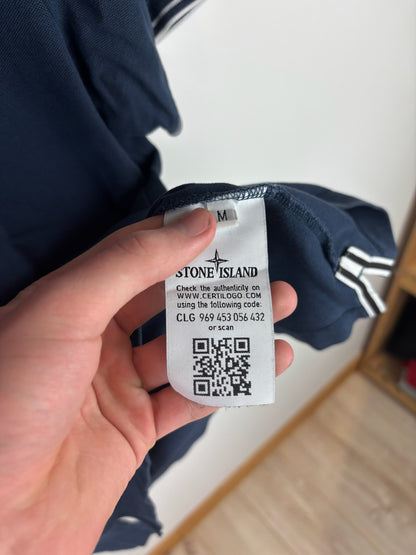 M
STONE ISLAND
Check the authenticity on
WWW.CERTILOGO.COM
using the following code:
CLG 969 453 056 432
or scan